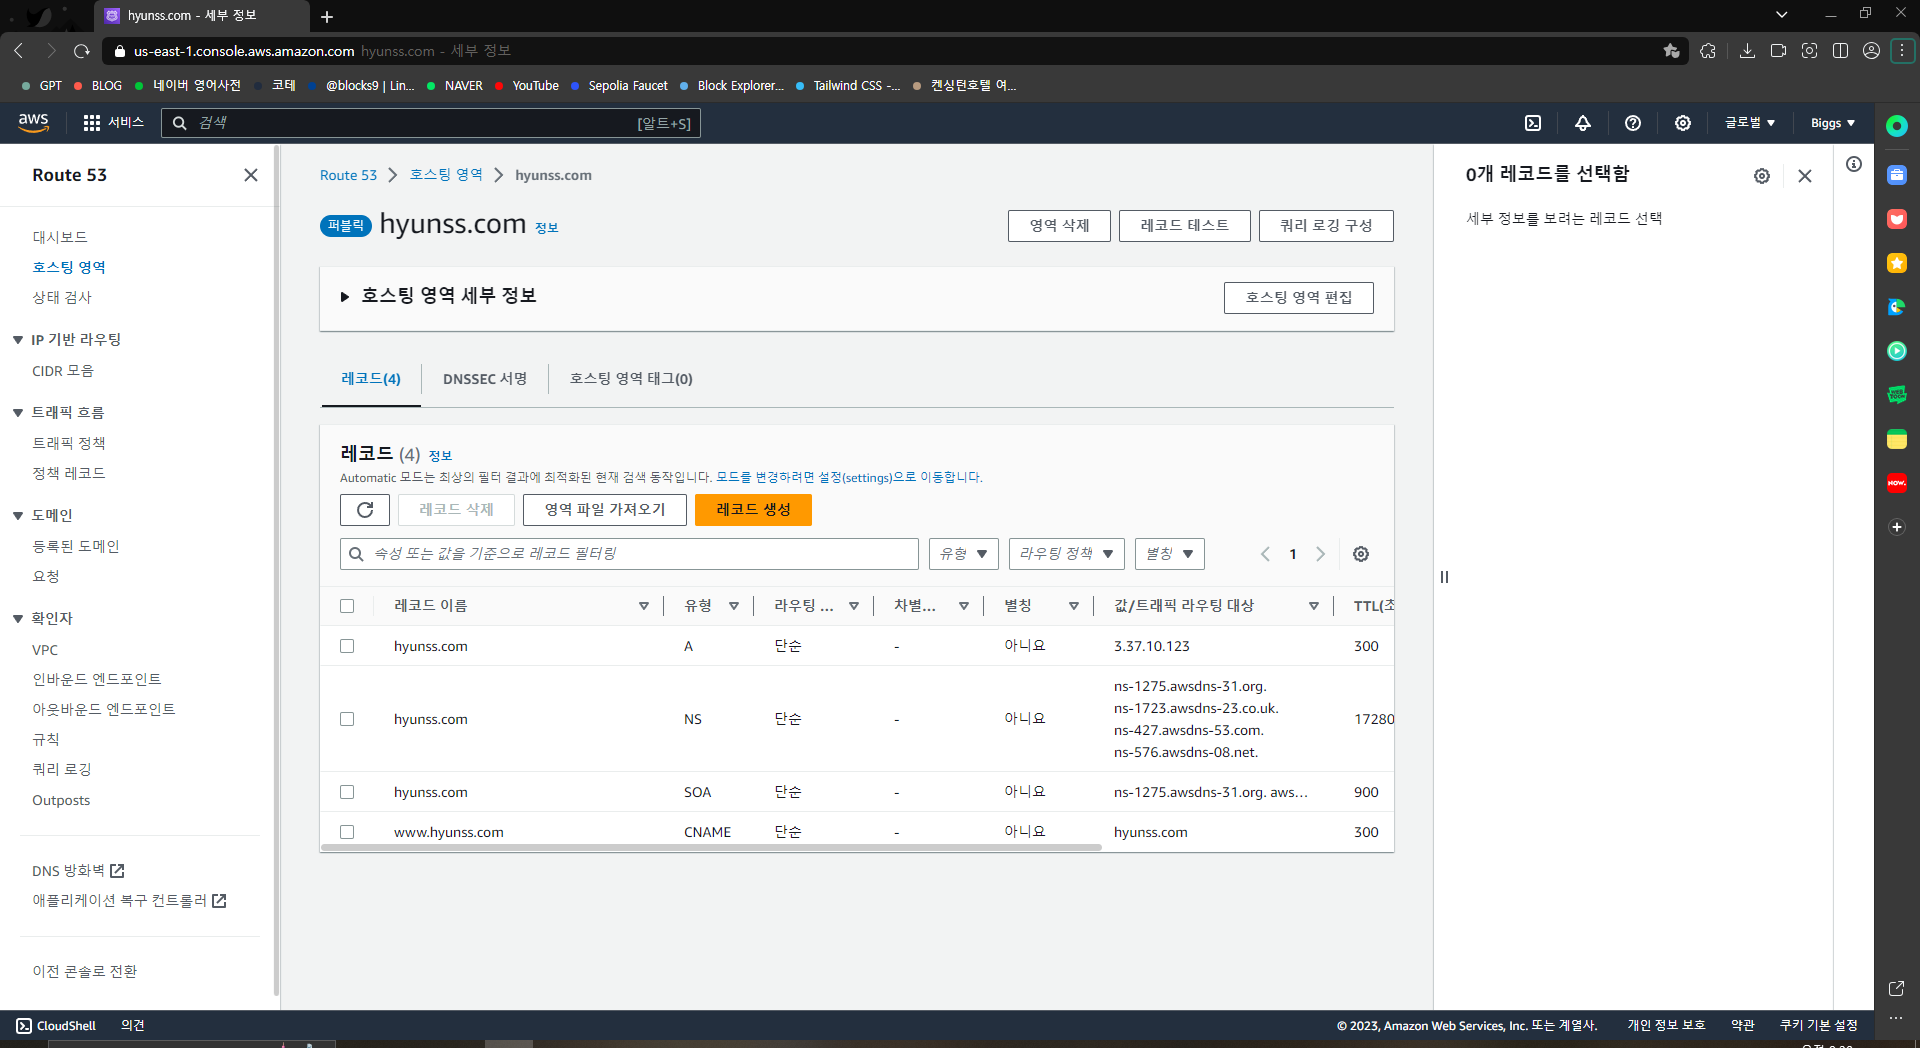 hyunss.com - 세부 정보
us-east-1.console.aws.amazon.com hyunss.com - 세부 정보
GPT BLOG 네이버 영어사전 코테 @blocks9 | Lin... NAVER YouTube Sepolia Faucet Block Explorer... Tailwind CSS -... 켄싱턴호텔 여...
aws 서비스 검색 [알트+S] 글로벌 Biggs
Route 53
대시보드
호스팅 영역
상태 검사
IP 기반 라우팅
CIDR 모음
트래픽 흐름
트래픽 정책
정책 레코드
도메인
등록된 도메인
요청
확인자
VPC
인바운드 엔드포인트
아웃바운드 엔드포인트
규칙
쿼리 로깅
Outposts
DNS 방화벽
애플리케이션 복구 컨트롤러
이전 콘솔로 전환
Route 53 호스팅 영역 hyunss.com
퍼블릭 hyunss.com 정보
영역 삭제 레코드 테스트 쿼리 로깅 구성
호스팅 영역 세부 정보 호스팅 영역 편집
레코드(4) DNSSEC 서명 호스팅 영역 태그(0)
레코드 (4) 정보
Automatic 모드는 최상의 필터 결과에 최적화된 현재 검색 동작입니다. 모드를 변경하려면 설정(settings)으로 이동합니다.
레코드 삭제 영역 파일 가져오기 레코드 생성
속성 또는 값을 기준으로 레코드 필터링 유형 라우팅 정책 별칭 1
레코드 이름 유형 라우팅 ... 차별... 별칭 값/트래픽 라우팅 대상 TTL(초
hyunss.com A 단순 - 아니요 3.37.10.123 300
hyunss.com NS 단순 - 아니요 ns-1275.awsdns-31.org.
ns-1723.awsdns-23.co.uk.
ns-427.awsdns-53.com.
ns-576.awsdns-08.net.
17280
hyunss.com SOA 단순 - 아니요 ns-1275.awsdns-31.org. aws... 900
www.hyunss.com CNAME 단순 - 아니요 hyunss.com 300
0개 레코드를 선택함
세부 정보를 보려는 레코드 선택
WEB
TOON
NOW.
CloudShell 의견 © 2023, Amazon Web Services, Inc. 또는 계열사. 개인 정보 보호 약관 쿠키 기본 설정